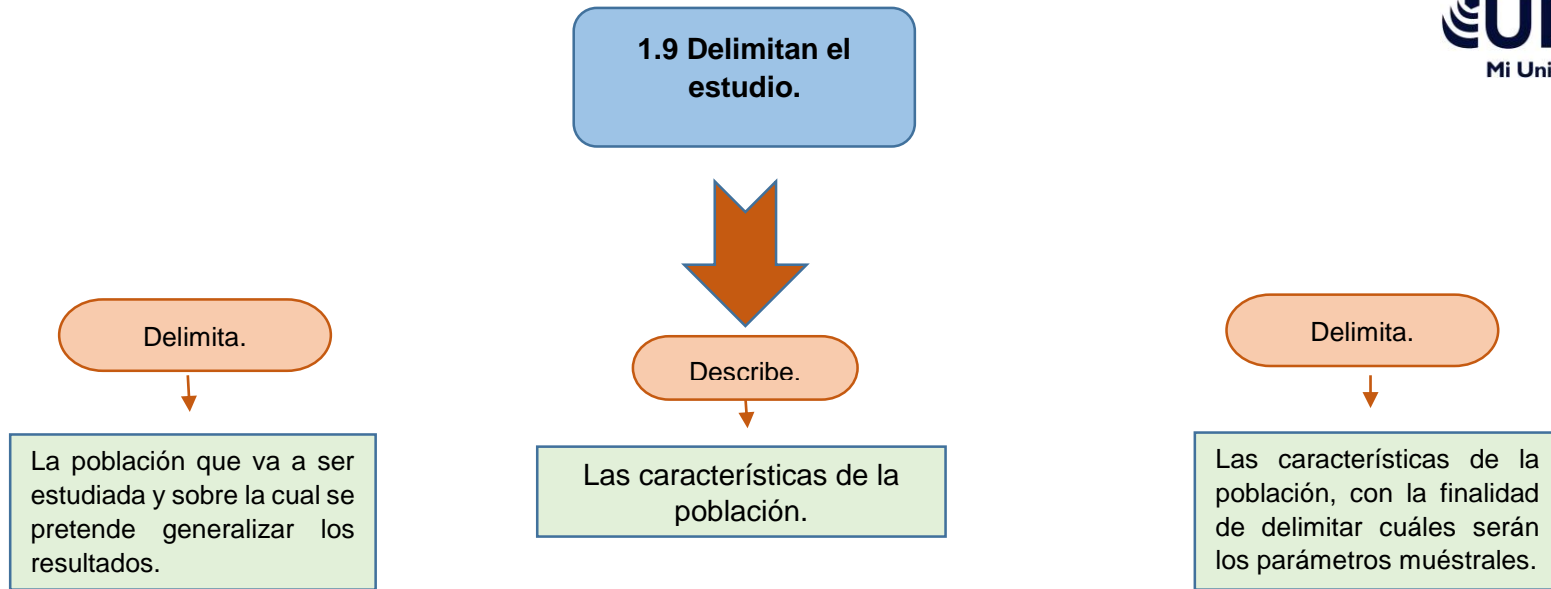 1.9 Delimitan el
estudio.
Mi Uni
Delimita.
Describe.
Delimita.
La población que va a ser
estudiada y sobre la cual se
pretende generalizar los
resultados.
Las características de la
población.
Las características de la
población, con la finalidad
de delimitar cuáles serán
los parámetros muéstrales.